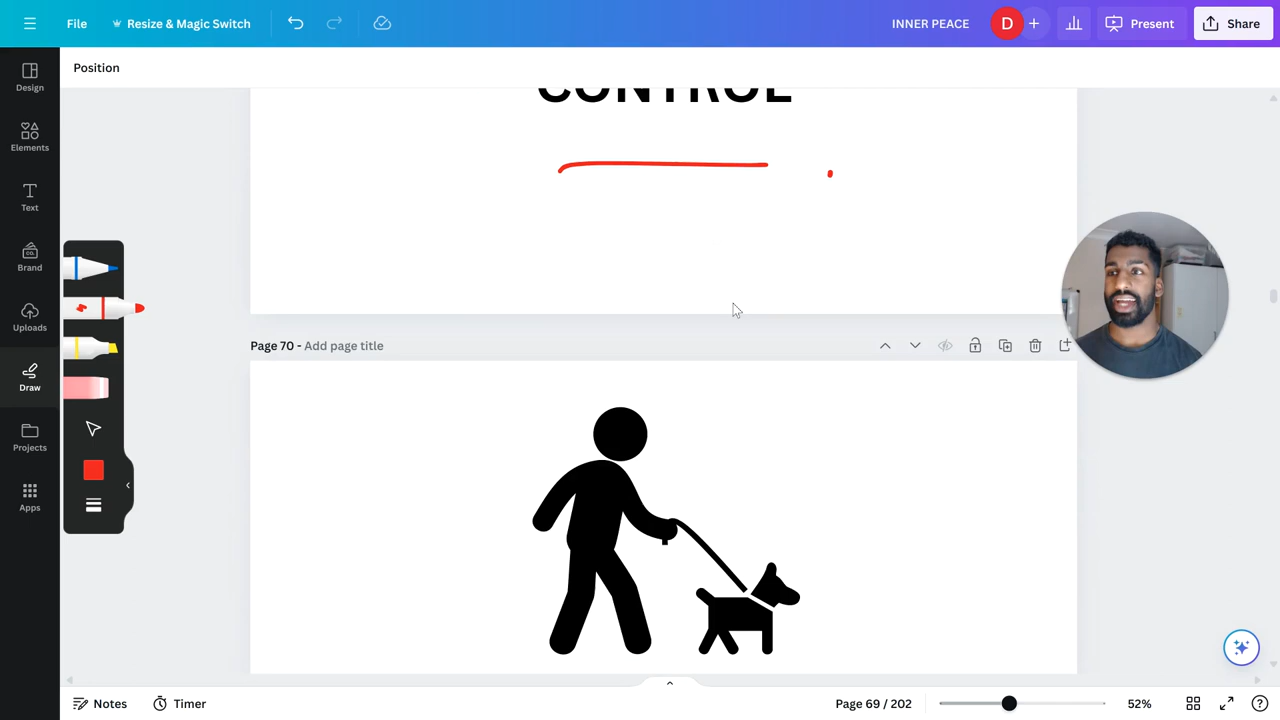 File
Resize & Magic Switch
INNER PEACE
D
Present
Share
Position
Design
Elements
Text
Brand
Uploads
Draw
Projects
Apps
CONTROL
Page 70 - Add page title
Notes
Timer
Page 69 / 202
52%